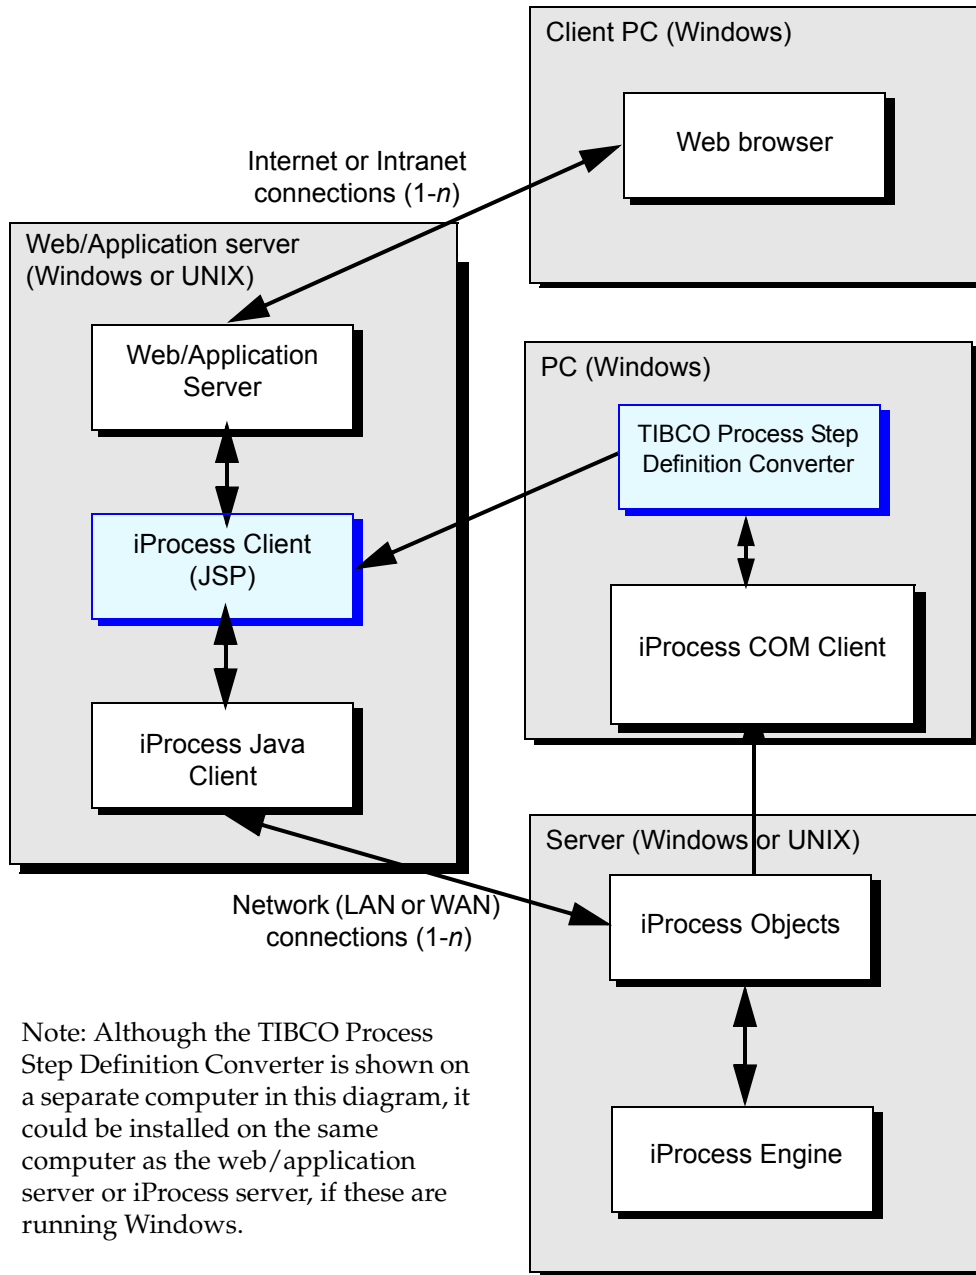 Client PC (Windows)
Web browser
Internet or Intranet
connections (1-n)
Web/Application server
(Windows or UNIX)
Web/Application
Server
iProcess Client
(JSP)
iProcess Java
Client
PC (Windows)
TIBCO Process Step
Definition Converter
iProcess COM Client
Server (Windows or UNIX)
iProcess Objects
iProcess Engine
Network (LAN or WAN)
connections (1-n)
Note: Although the TIBCO Process
Step Definition Converter is shown on
a separate computer in this diagram, it
could be installed on the same
computer as the web/application
server or iProcess server, if these are
running Windows.